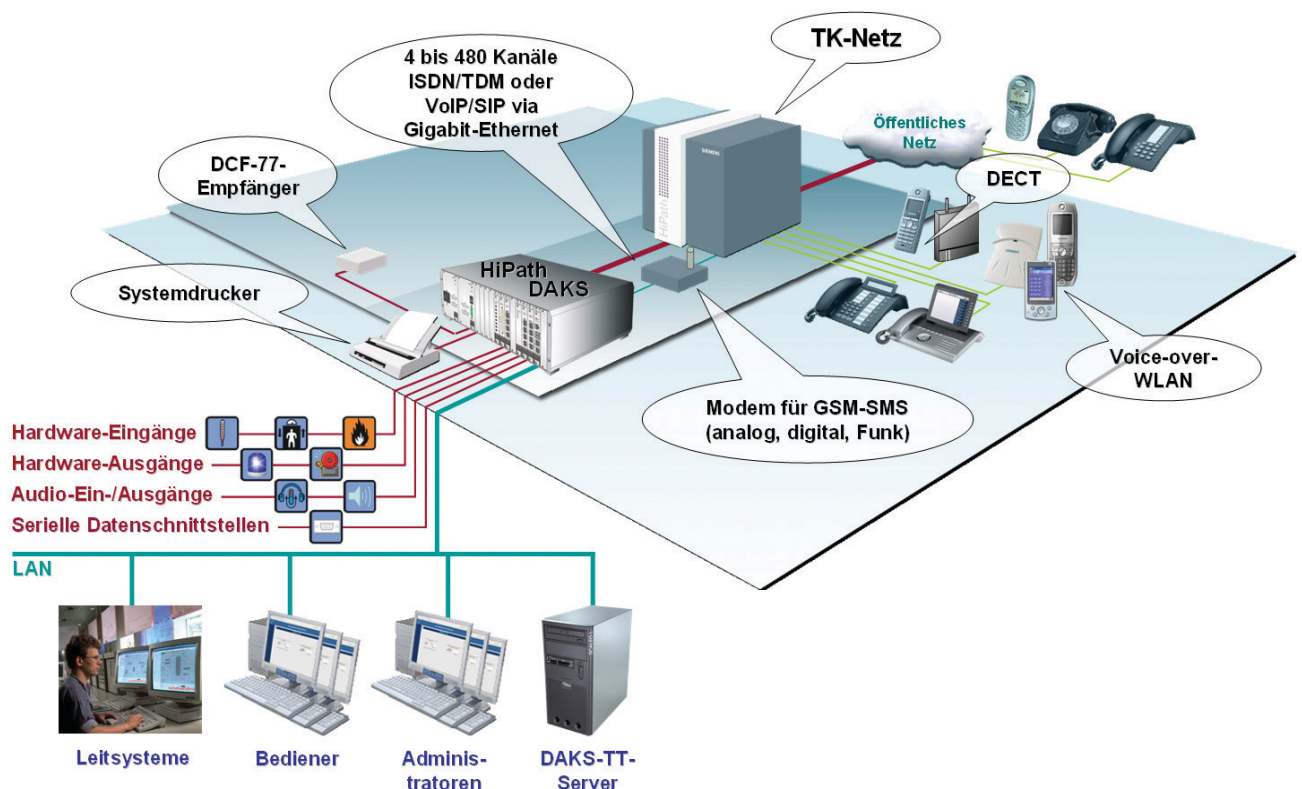 TK-Netz
4 bis 480 Kanäle
ISDN/TDM oder
VoIP/SIP via
Gigabit-Ethernet
Öffentliches
Netz
SIEMENS
HiPath
DCF-77-
Empfänger
DECT
HiPath
DAKS
Systemdrucker
Voice-over-
WLAN
Modem für GSM-SMS
(analog, digital, Funk)
Hardware-Eingänge
Hardware-Ausgänge
Audio-Ein-/Ausgänge
Serielle Datenschnittstellen
LAN
Leitsysteme
Bediener
Adminis-
tratoren
DAKS-TT-
Server